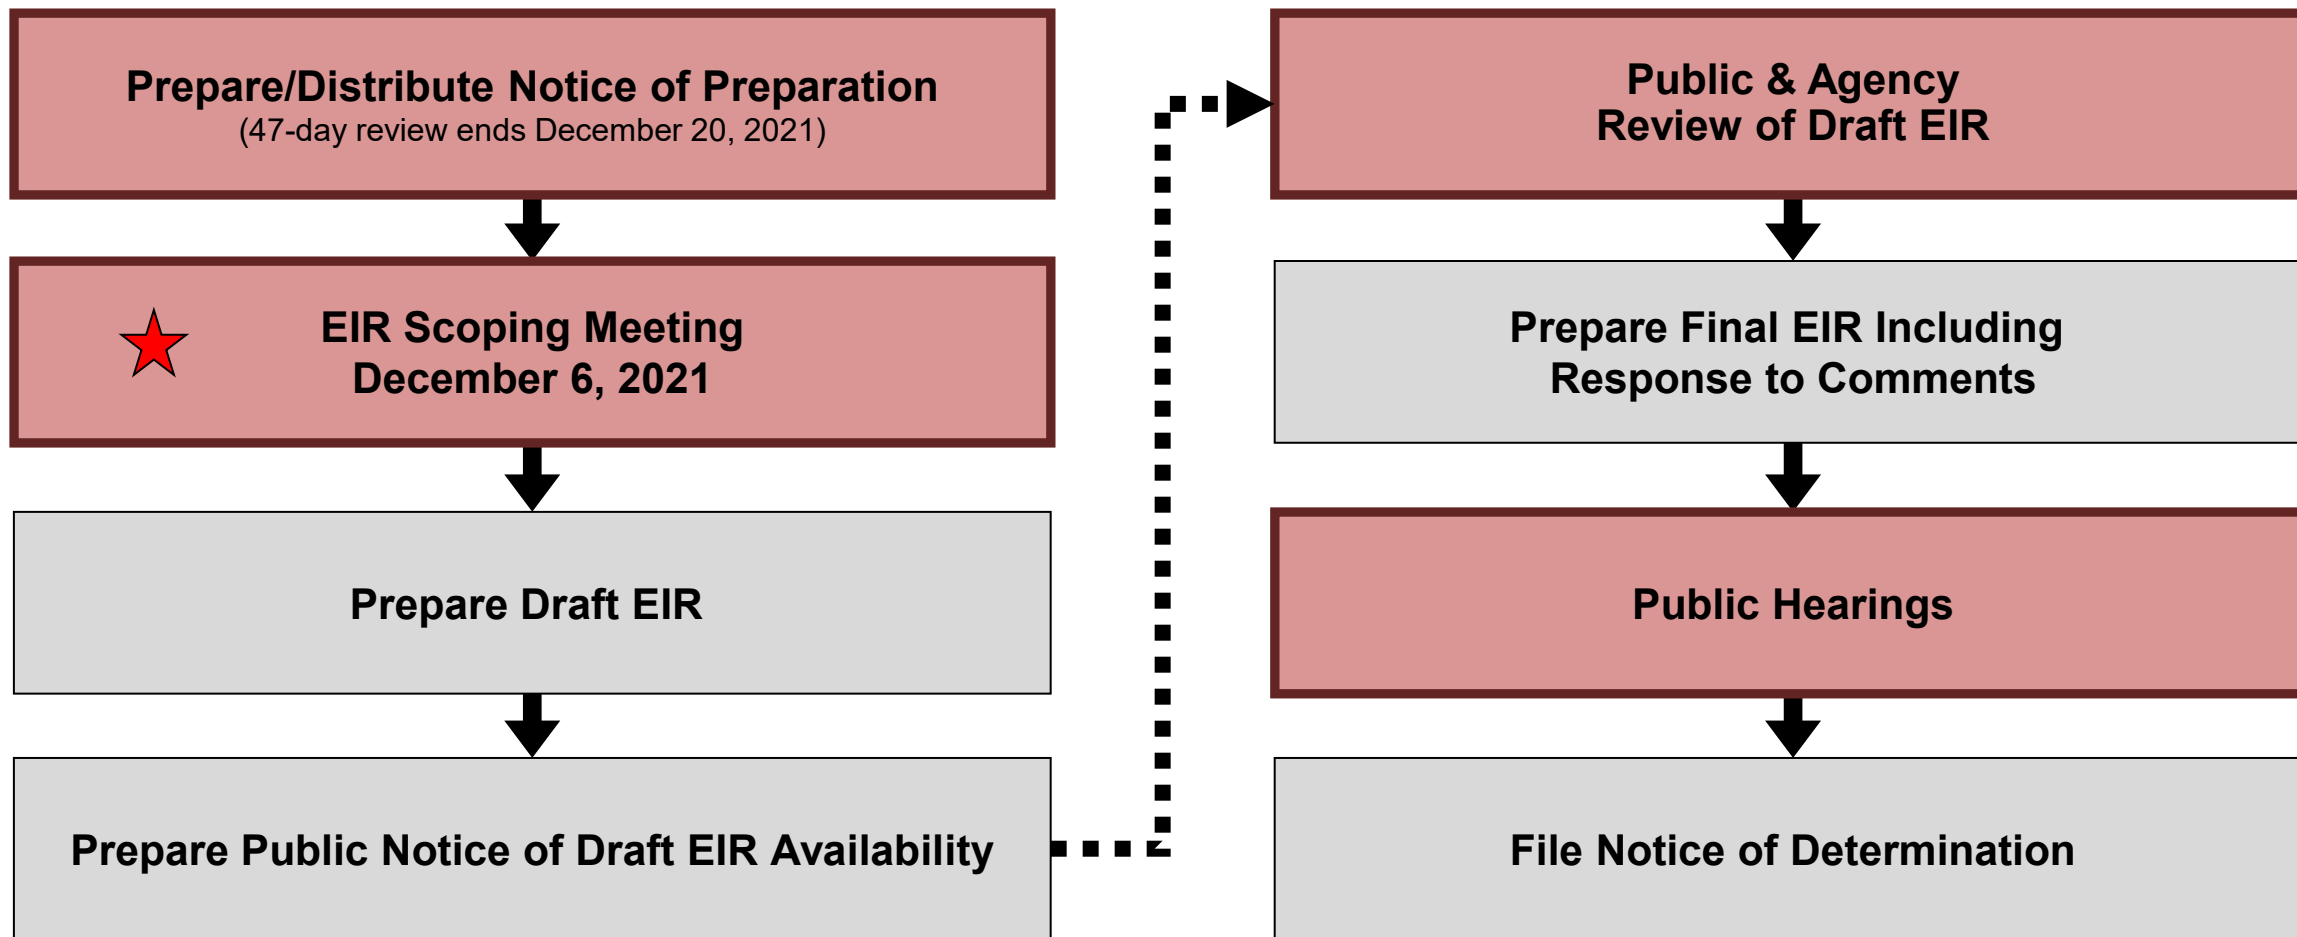 Prepare/Distribute Notice of Preparation
(47-day review ends December 20, 2021)
EIR Scoping Meeting
December 6, 2021
Prepare Draft EIR
Prepare Public Notice of Draft EIR Availability
Public & Agency
Review of Draft EIR
Prepare Final EIR Including
Response to Comments
Public Hearings
File Notice of Determination